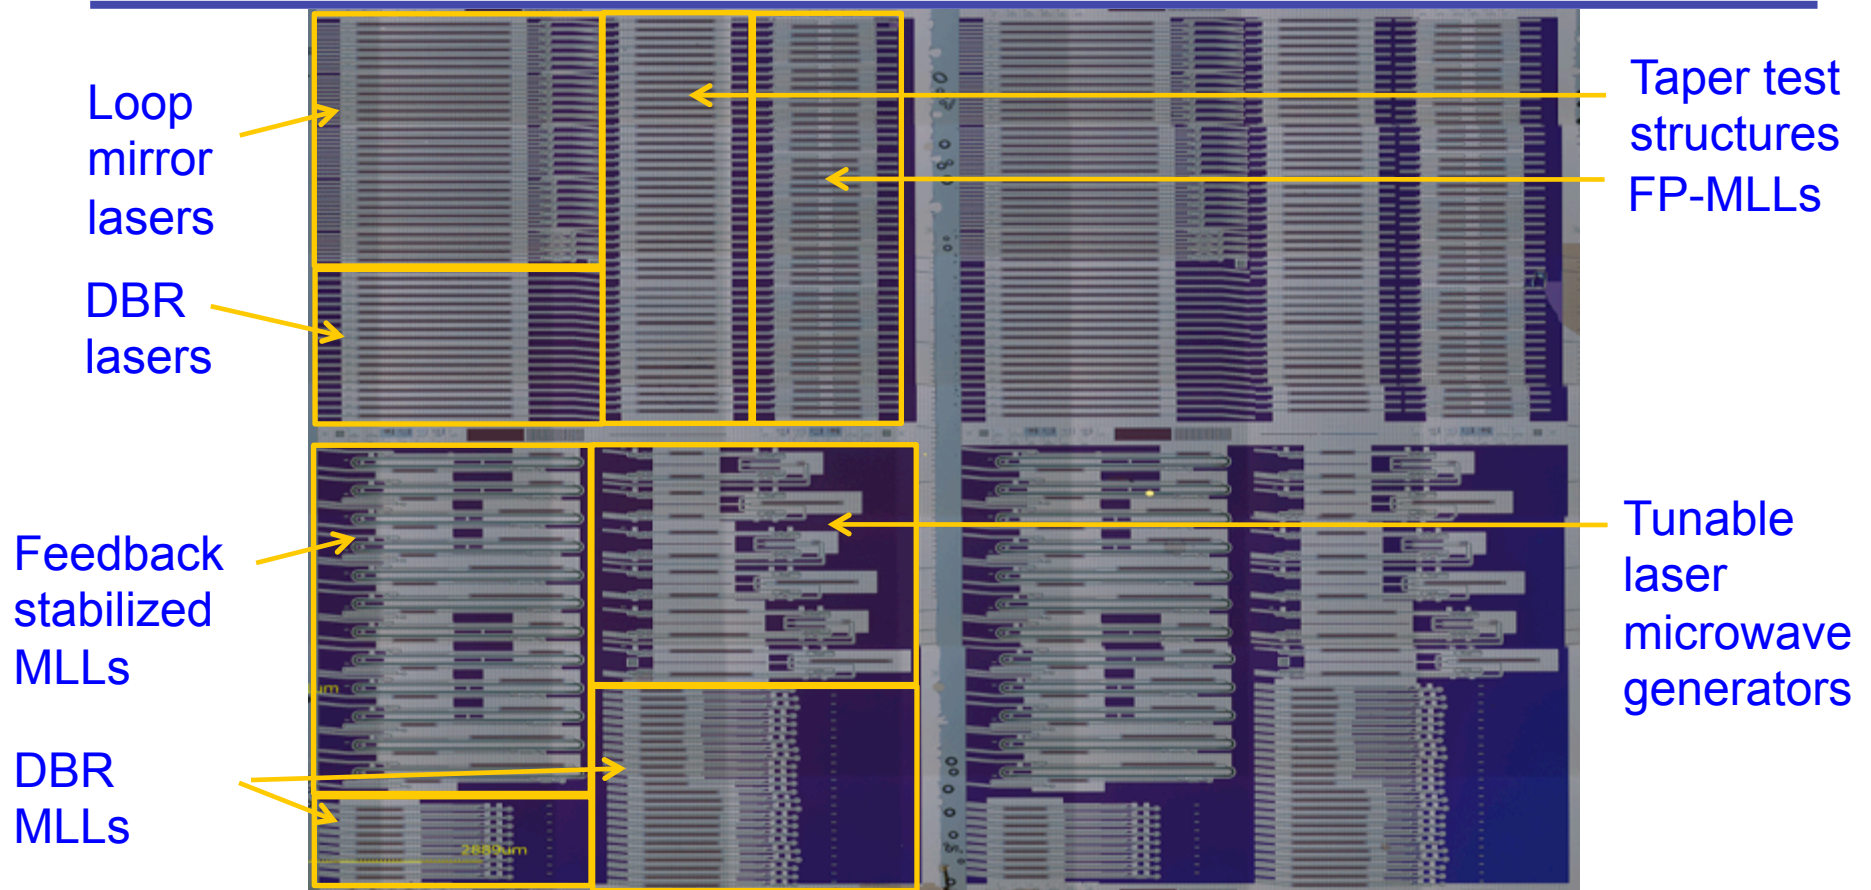 Loop
mirror
lasers
DBR
lasers
Feedback
stabilized
MLLs
DBR
MLLs
Taper test
structures
FP-MLLs
Tunable
laser
microwave
generators
um
2889um